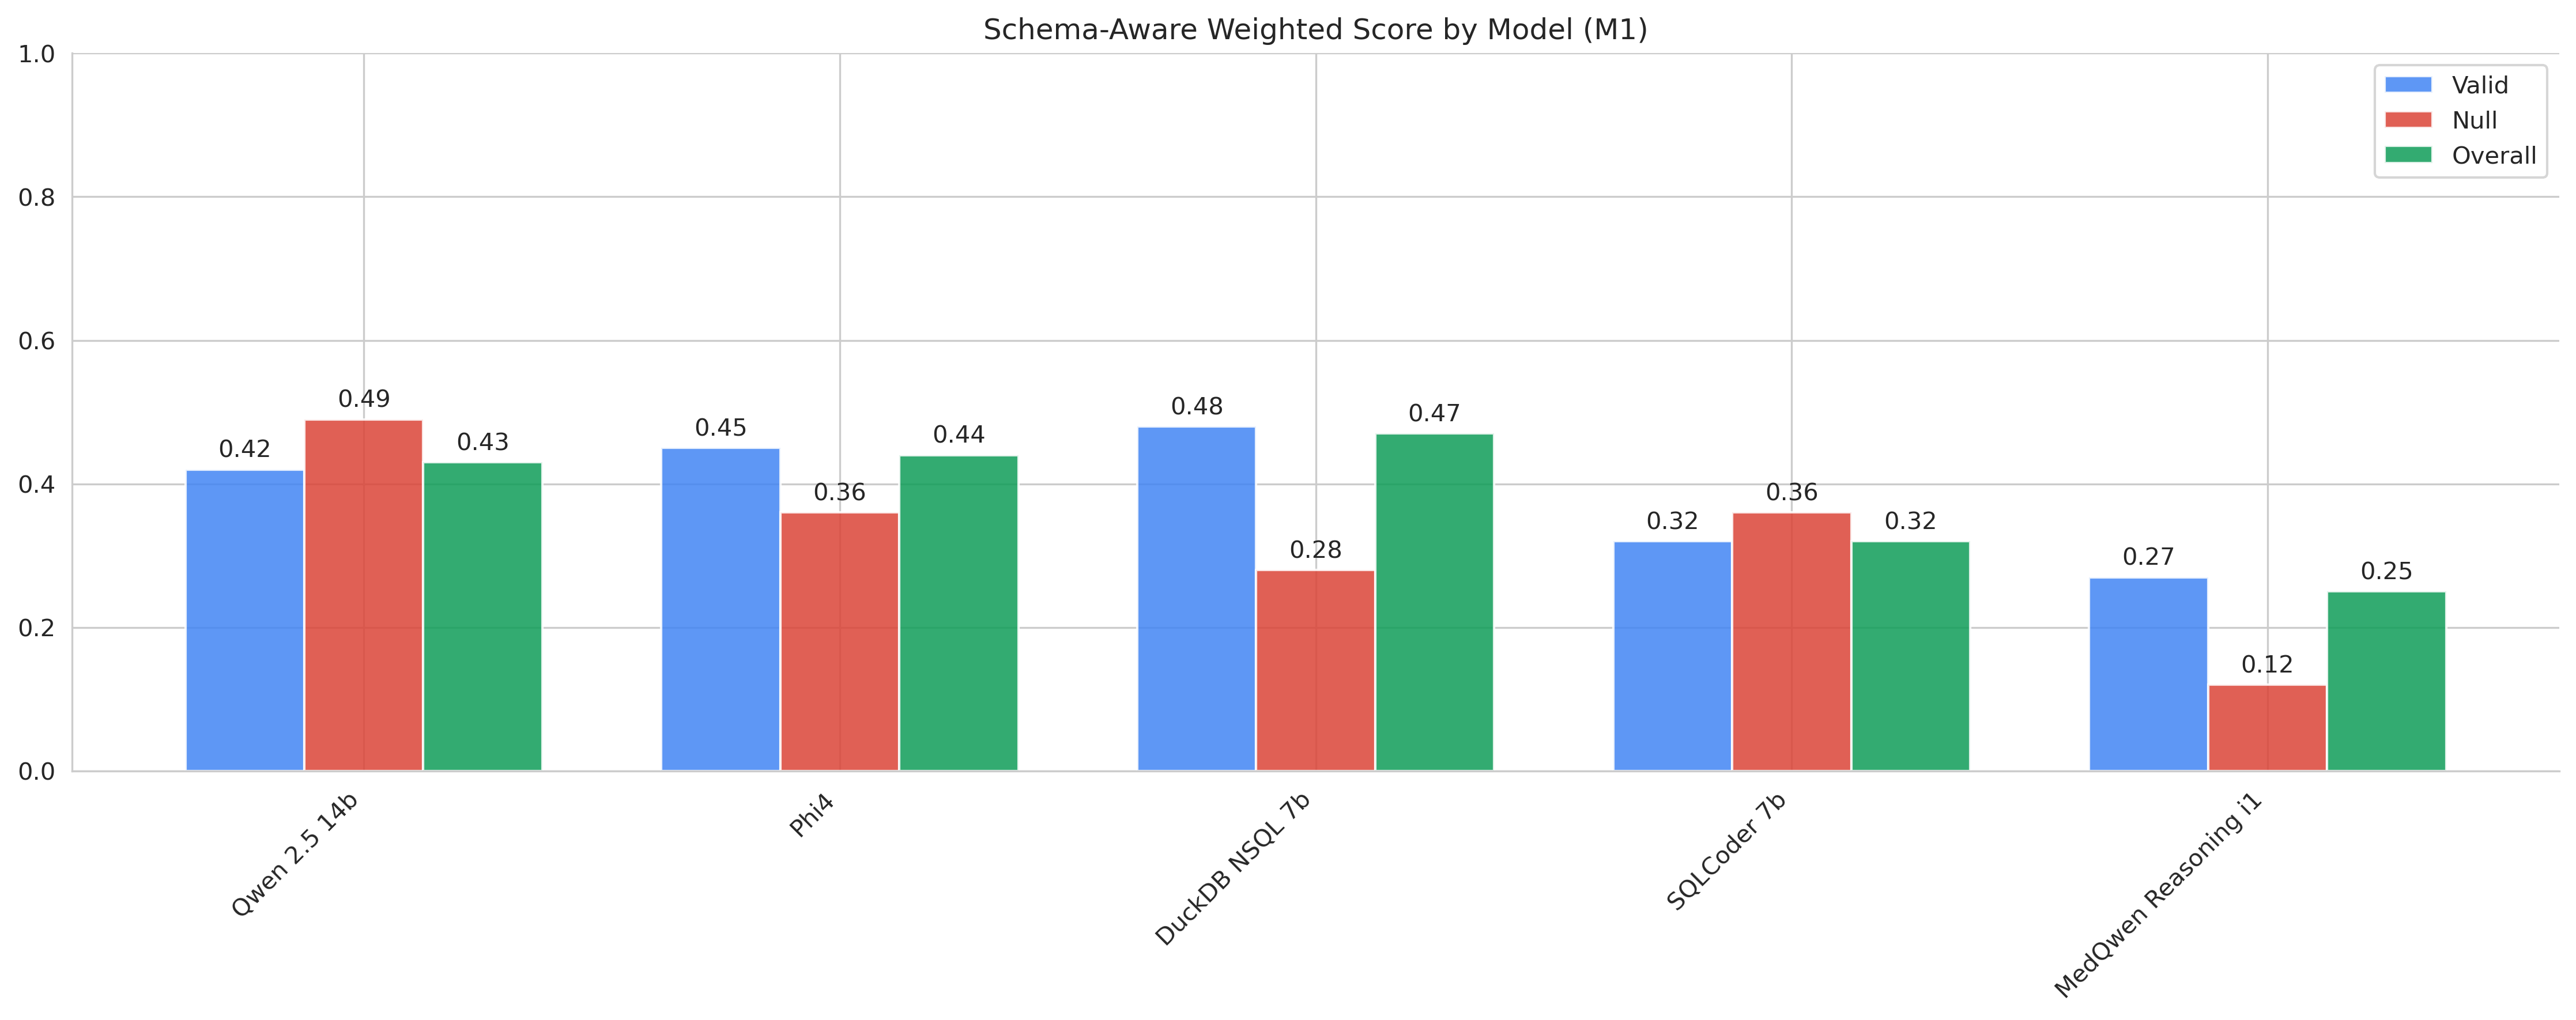 Schema-Aware Weighted Score by Model (M1)
1.0
0.8
0.6
0.4
0.2
0.0
Valid
Null
Overall
0.42
0.49
0.43
0.45
0.36
0.44
0.48
0.28
0.47
0.32
0.36
0.32
0.27
0.12
0.25
Qwen 2.5 14b
Phi4
DuckDB NSQL 7b
SQLCoder 7b
MedQwen Reasoning i1